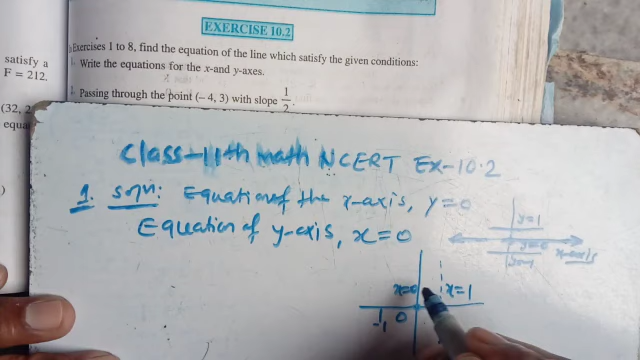 EXERCISE 10.2
Exercises 1 to 8, find the equation of the line which satisfy the given conditions:
1. Write the equations for the x-and y-axes.
2. Passing through the point (– 4, 3) with slope 1/2.
satisfy a
F = 212.
(32, 2
equa
Class-11th math NCERT Ex-10.2
1. Soln: Equation of the x-axis, y=0
Equation of y-axis, x=0
y=1
y=0
x-axis
y=-1
x=0
x=1
-1 0